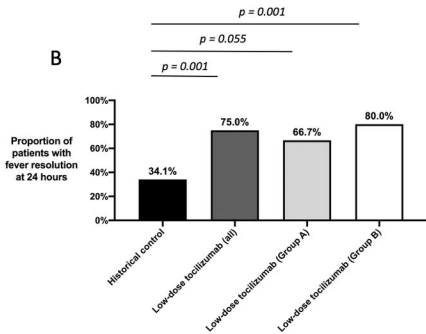 p = 0.001
p = 0.055
B
p = 0.001
100%
80%
60%
40%
20%
0%
Proportion of
patients with
fever resolution
at 24 hours
34.1%
75.0%
66.7%
80.0%
Historical control
Low-dose tocilizumab (all)
Low-dose tocilizumab (Group A)
Low-dose tocilizumab (Group B)